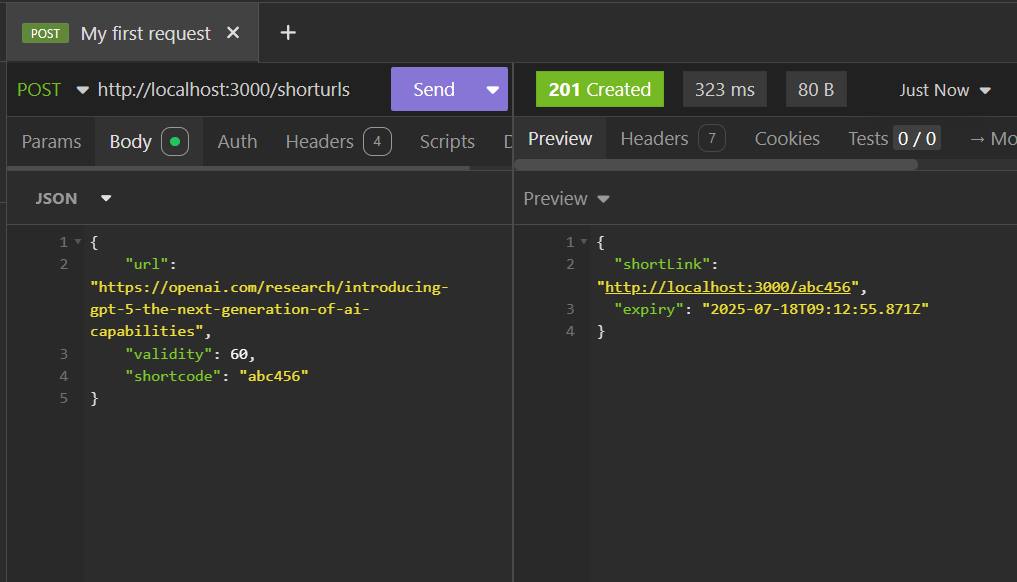 POST My first request × +
POST http://localhost:3000/shorturls Send
201 Created 323 ms 80 B Just Now
Params Body Auth Headers 4 Scripts D
Preview Headers 7 Cookies Tests 0 / 0 → Mo
JSON
Preview
1 {
2 "url":
"https://openai.com/research/introducing-
gpt-5-the-next-generation-of-ai-
capabilities",
3 "validity": 60,
4 "shortcode": "abc456"
5 }
1 {
2 "shortLink":
"http://localhost:3000/abc456",
3 "expiry": "2025-07-18T09:12:55.871Z"
4 }